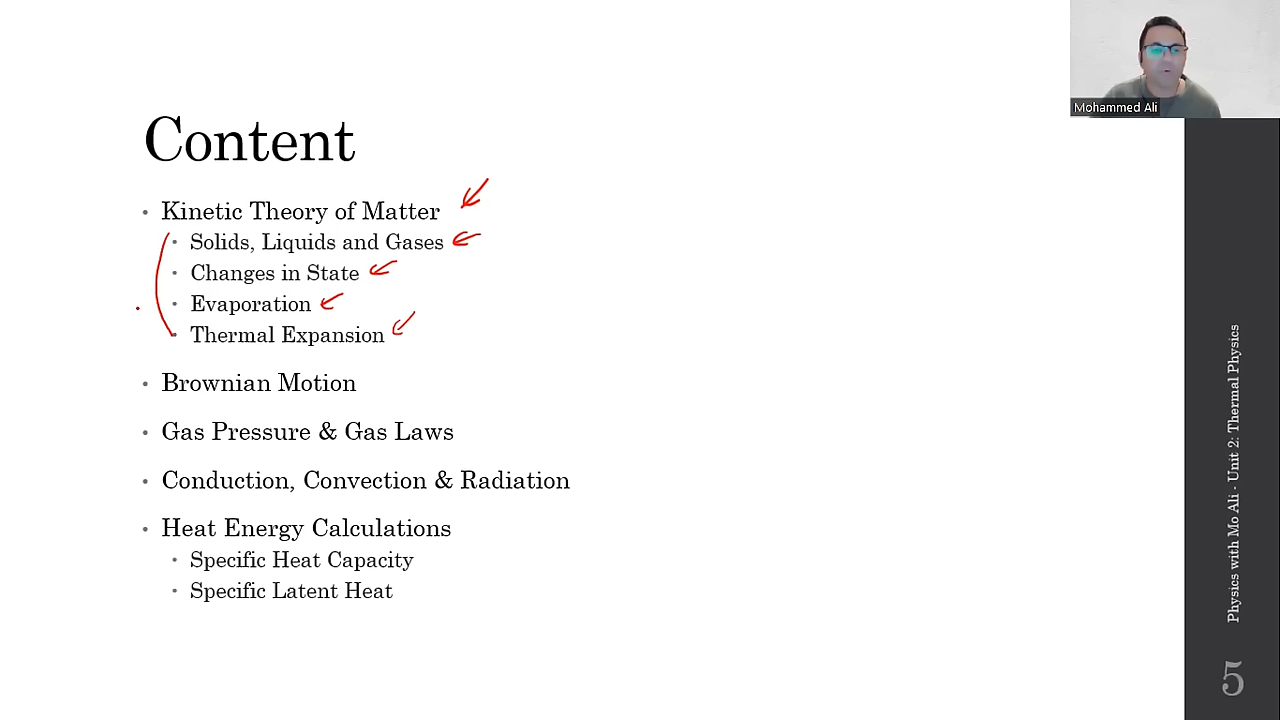 Mohammed Ali
Content
• Kinetic Theory of Matter
• Solids, Liquids and Gases
• Changes in State
• Evaporation
• Thermal Expansion
• Brownian Motion
• Gas Pressure & Gas Laws
• Conduction, Convection & Radiation
• Heat Energy Calculations
• Specific Heat Capacity
• Specific Latent Heat
Physics with Mo Ali - Unit 2: Thermal Physics
5